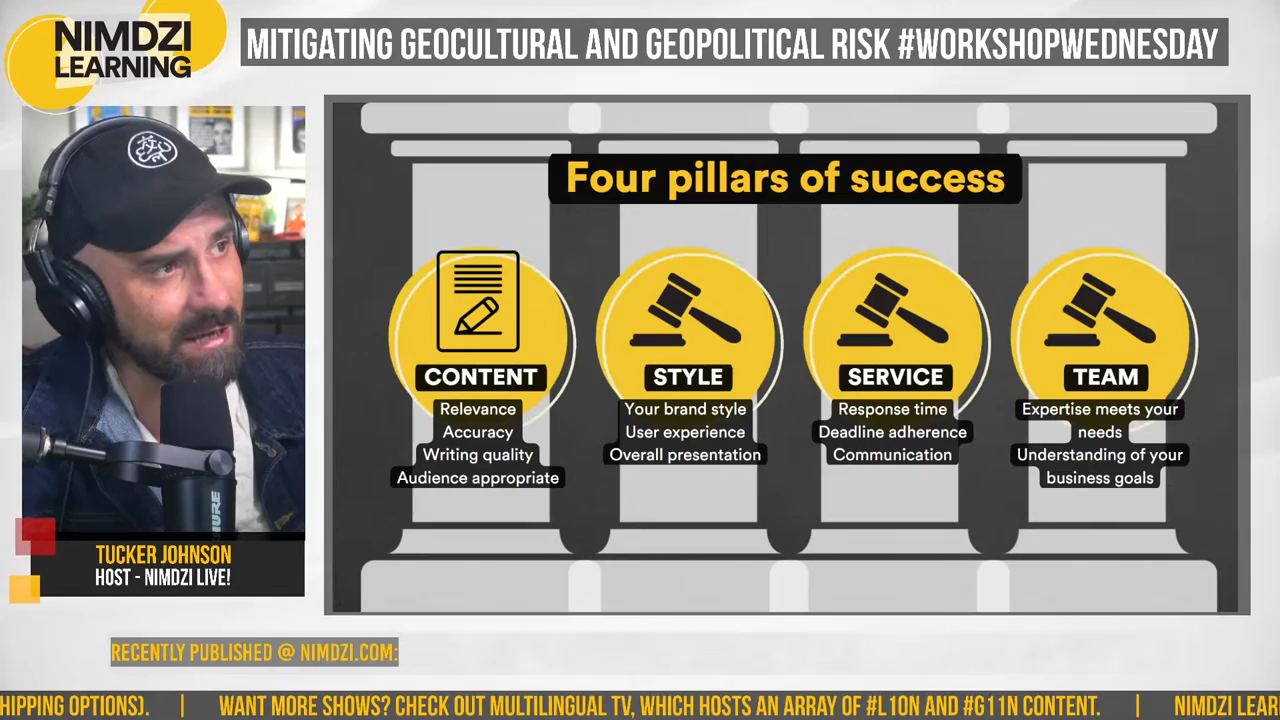 NIMDZI
LEARNING
MITIGATING GEOCULTURAL AND GEOPOLITICAL RISK #WORKSHOPWEDNESDAY
Four pillars of success
CONTENT
Relevance
Accuracy
Writing quality
Audience appropriate
STYLE
Your brand style
User experience
Overall presentation
SERVICE
Response time
Deadline adherence
Communication
TEAM
Expertise meets your
needs
Understanding of your
business goals
SHURE
TUCKER JOHNSON
HOST - NIMDZI LIVE!
RECENTLY PUBLISHED @ NIMDZI.COM:
HIPPING OPTIONS). | WANT MORE SHOWS? CHECK OUT MULTILINGUAL TV, WHICH HOSTS AN ARRAY OF #L10N AND #G11N CONTENT. | NIMDZI LEAR